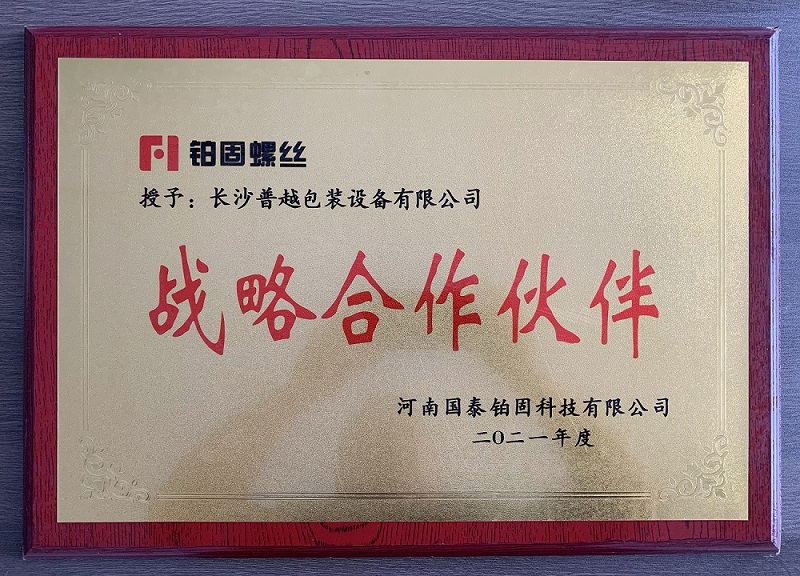 铂固螺丝
授予：长沙普越包装设备有限公司
战略合作伙伴
河南国泰铂固科技有限公司
二〇二一年度